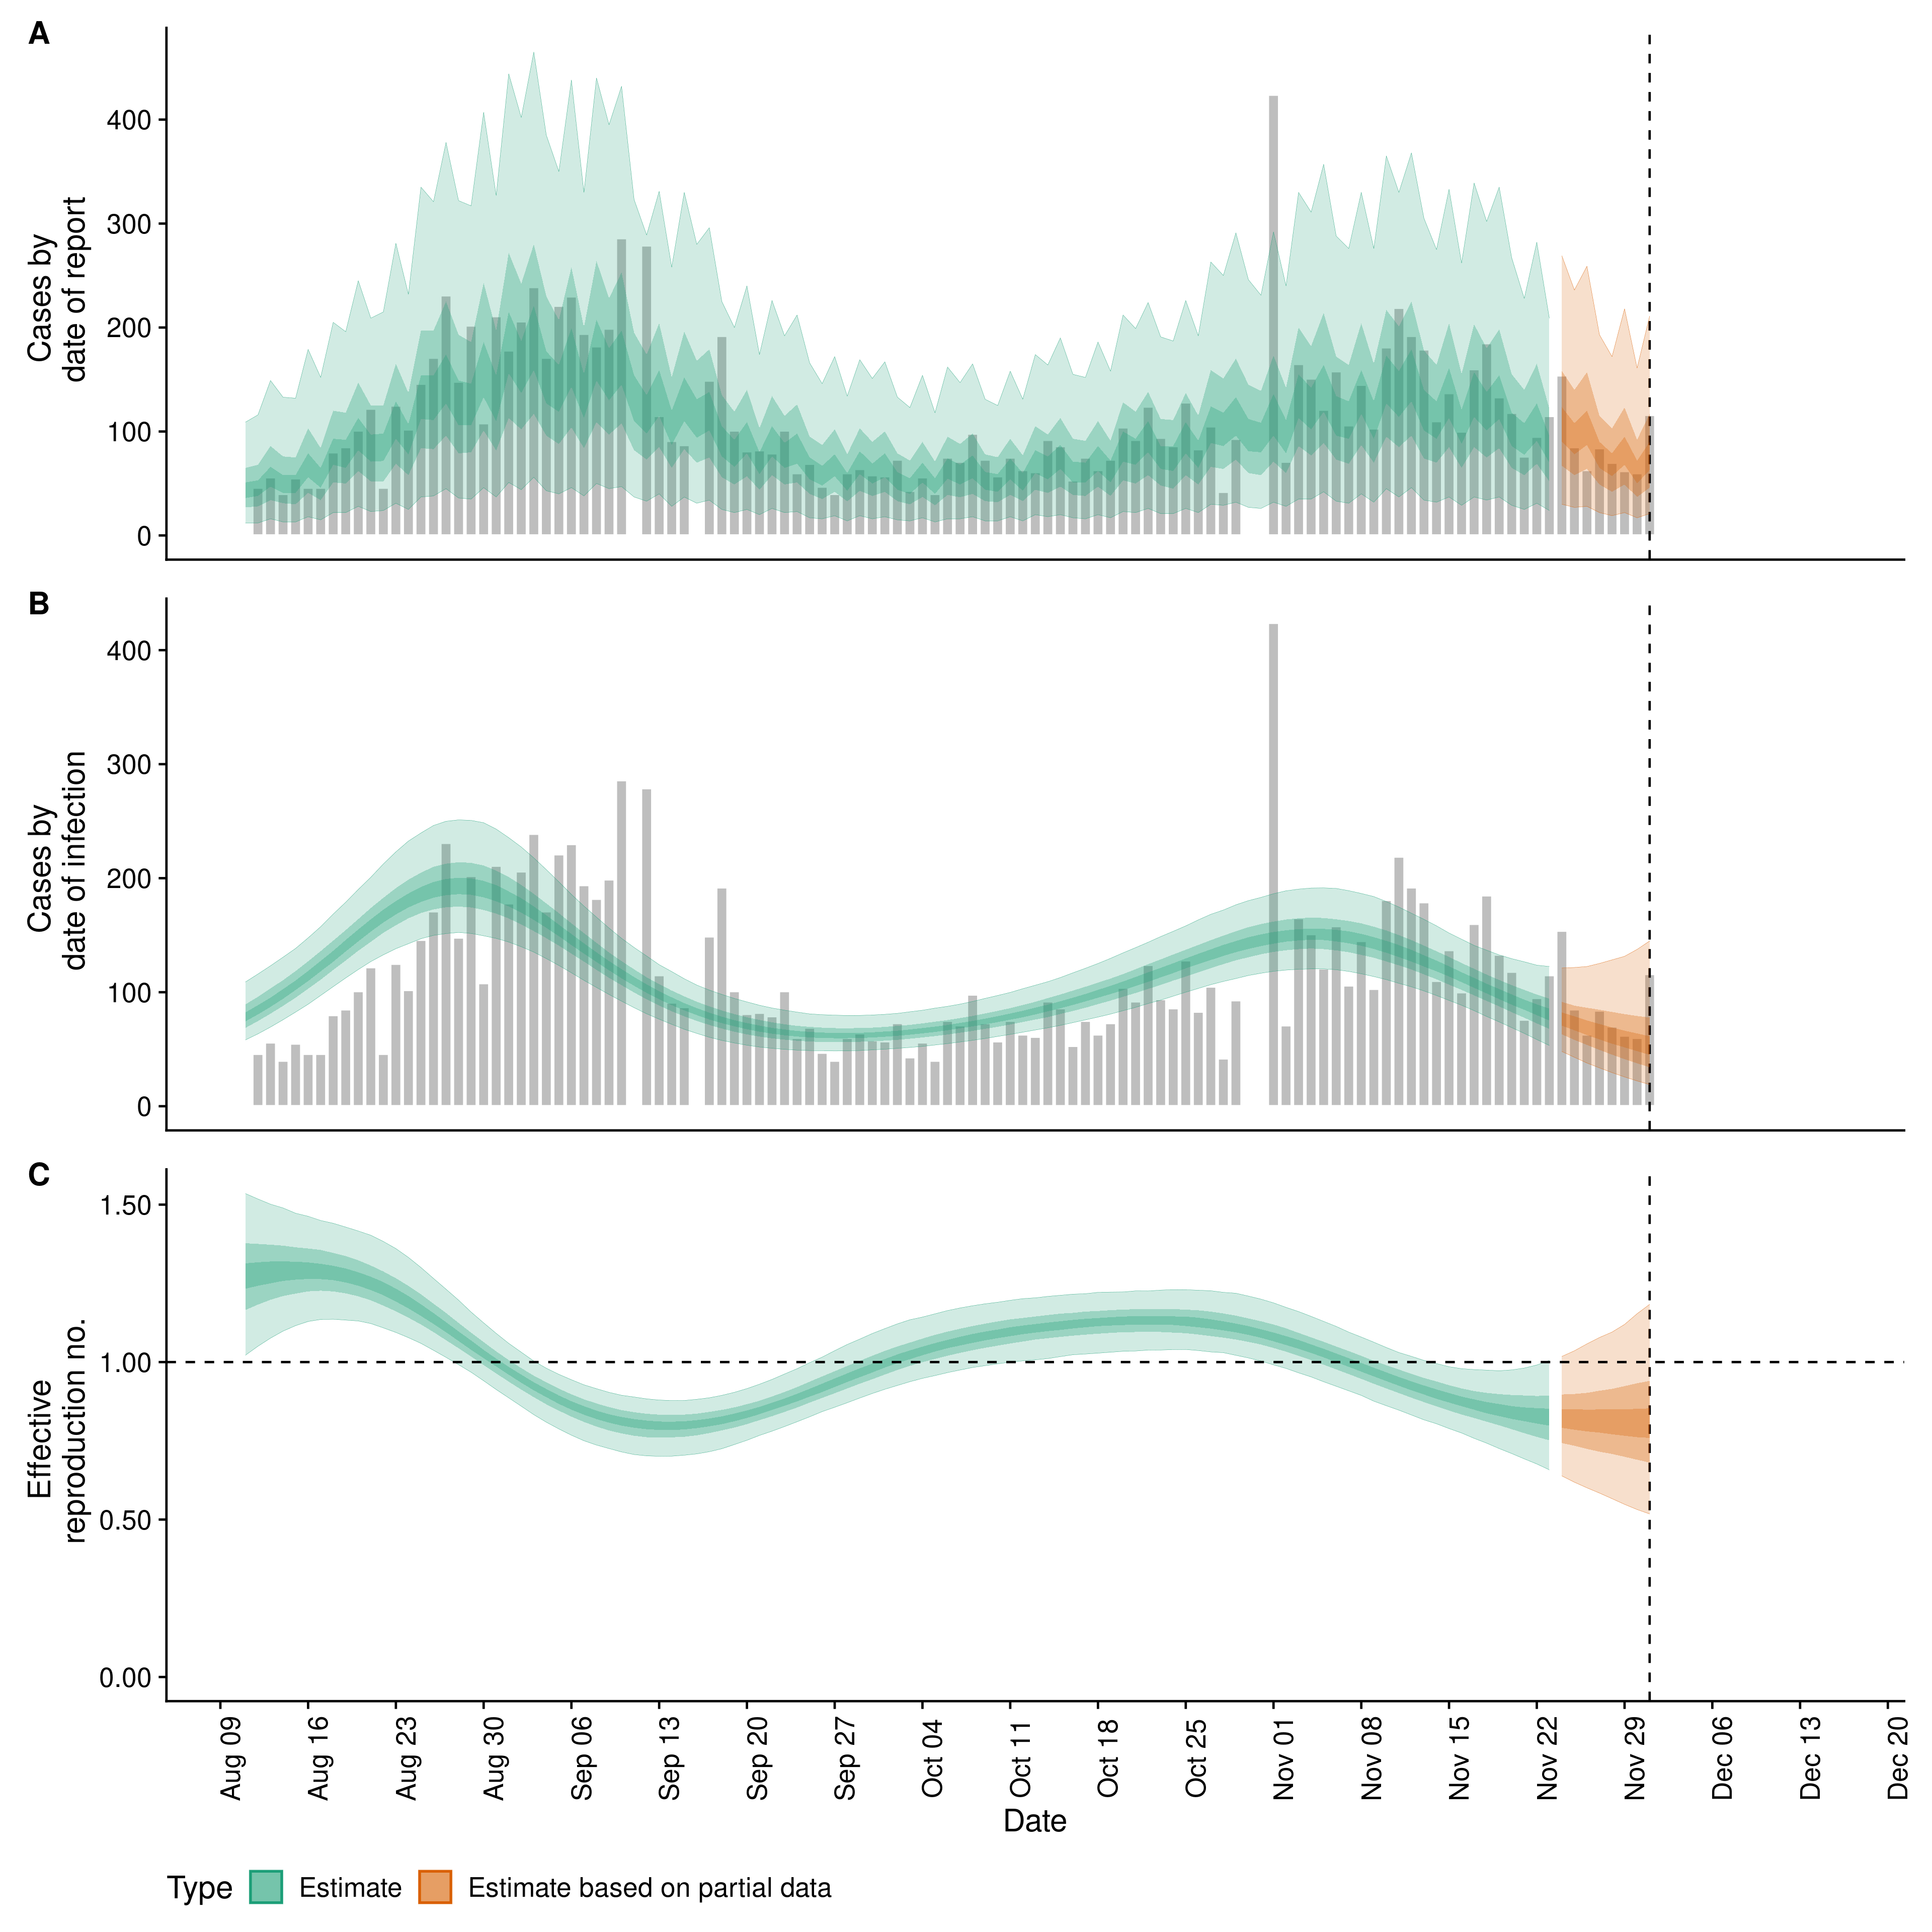 A
Cases by
date of report
400
300
200
100
0
B
Cases by
date of infection
400
300
200
100
0
C
Effective
reproduction no.
1.50
1.00
0.50
0.00
Aug 09
Aug 16
Aug 23
Aug 30
Sep 06
Sep 13
Sep 20
Sep 27
Oct 04
Oct 11
Oct 18
Oct 25
Nov 01
Nov 08
Nov 15
Nov 22
Nov 29
Dec 06
Dec 13
Dec 20
Date
Type Estimate Estimate based on partial data